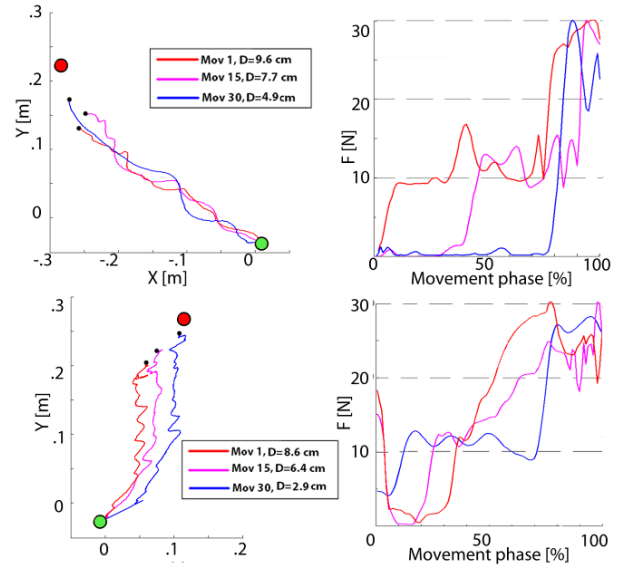 .3
.2
.1
0
Y [m]
-.3
-.2
-.1
0
X [m]
Mov 1, D=9.6 cm
Mov 15, D=7.7 cm
Mov 30, D=4.9cm
30
20
10
0
F [N]
50
100
Movement phase [%]
.3
.2
.1
0
Y [m]
0
.1
.2
Mov 1, D=8.6 cm
Mov 15, D=6.4 cm
Mov 30, D=2.9 cm
30
20
10
F [N]
0
50
100
Movement phase [%]